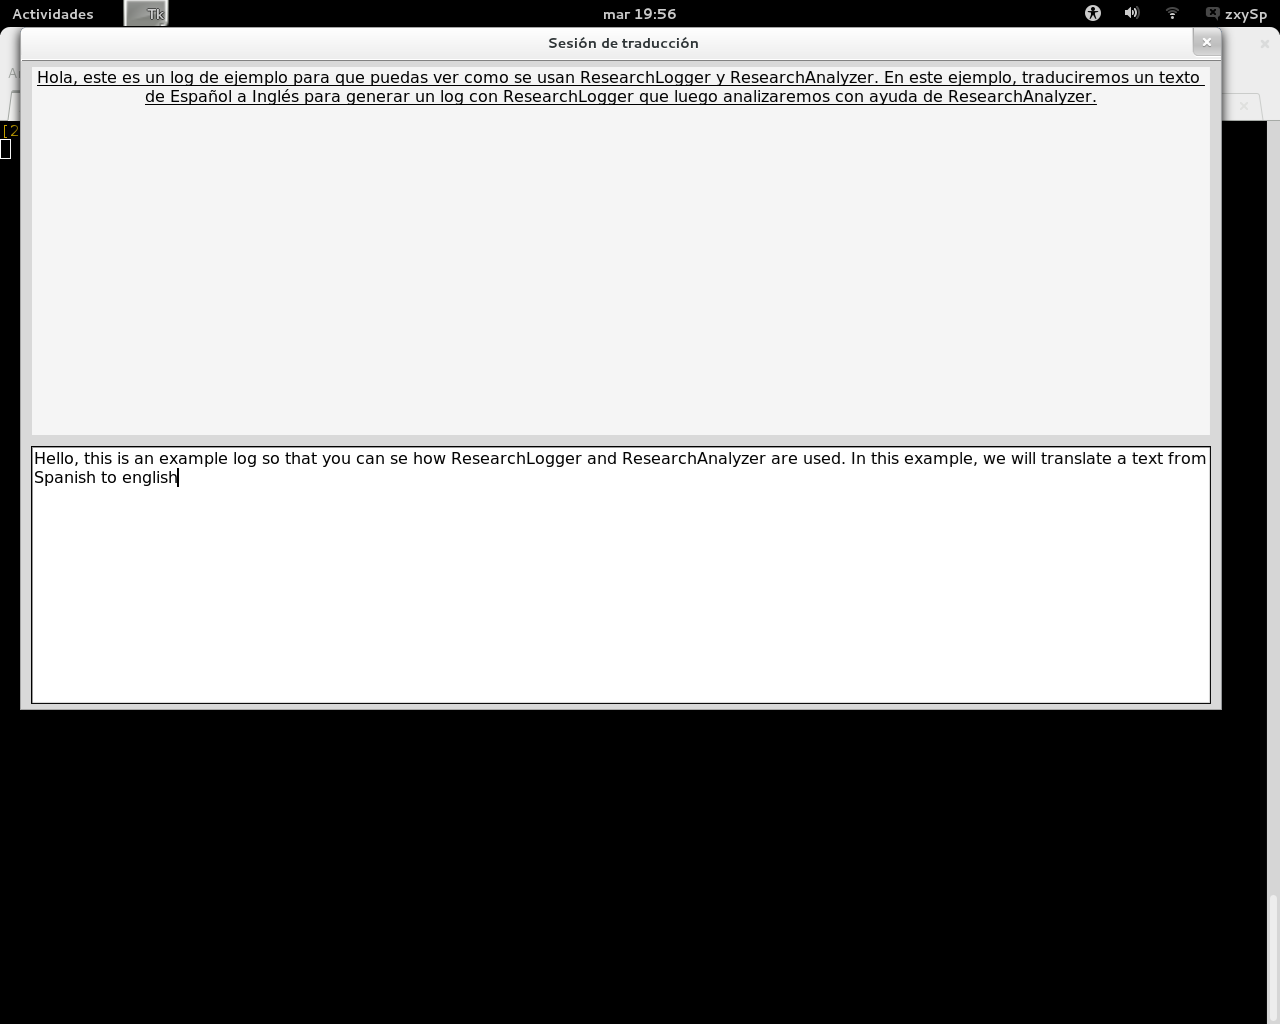 Actividades Tk mar 19:56 zxySp
Sesión de traducción
Hola, este es un log de ejemplo para que puedas ver como se usan ResearchLogger y ResearchAnalyzer. En este ejemplo, traduciremos un texto
de Español a Inglés para generar un log con ResearchLogger que luego analizaremos con ayuda de ResearchAnalyzer.
[2
Hello, this is an example log so that you can se how ResearchLogger and ResearchAnalyzer are used. In this example, we will translate a text from
Spanish to english